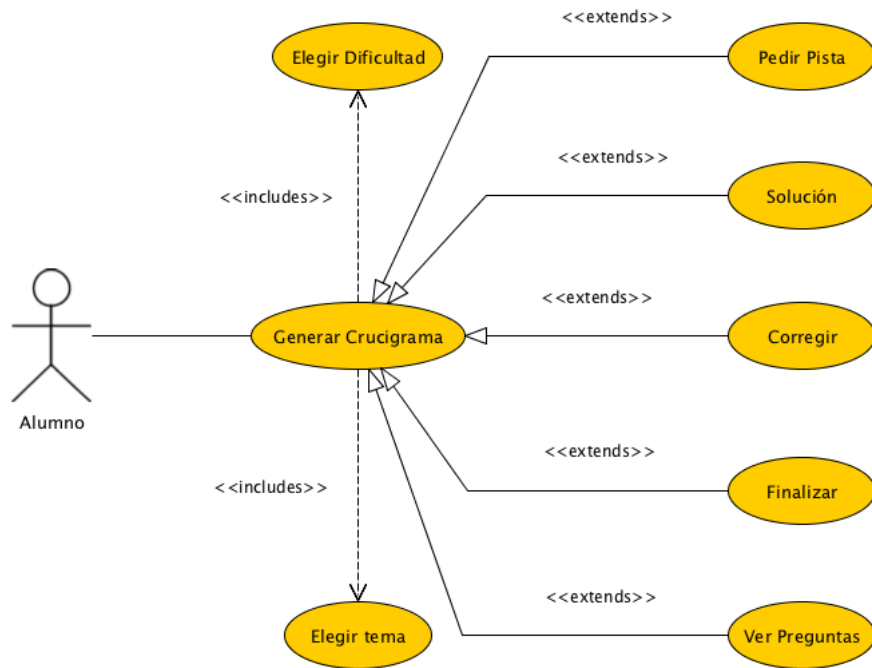 <<extends>>
Elegir Dificultad
Pedir Pista
<<extends>>
<<includes>>
Solución
<<extends>>
Generar Crucigrama
Corregir
Alumno
<<extends>>
<<includes>>
Finalizar
<<extends>>
Elegir tema
Ver Preguntas